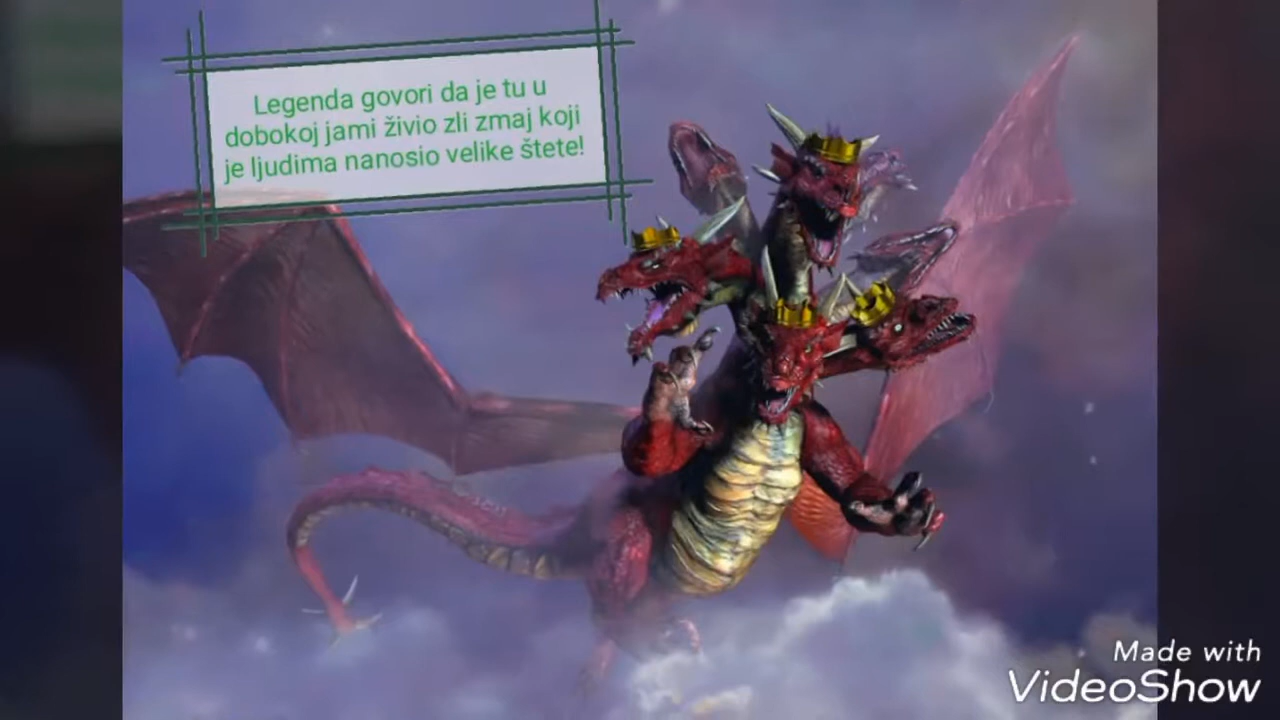 Legenda govori da je tu u
dobokoj jami živio zli zmaj koji
je ljudima nanosio velike štete!
Made with
VideoShow